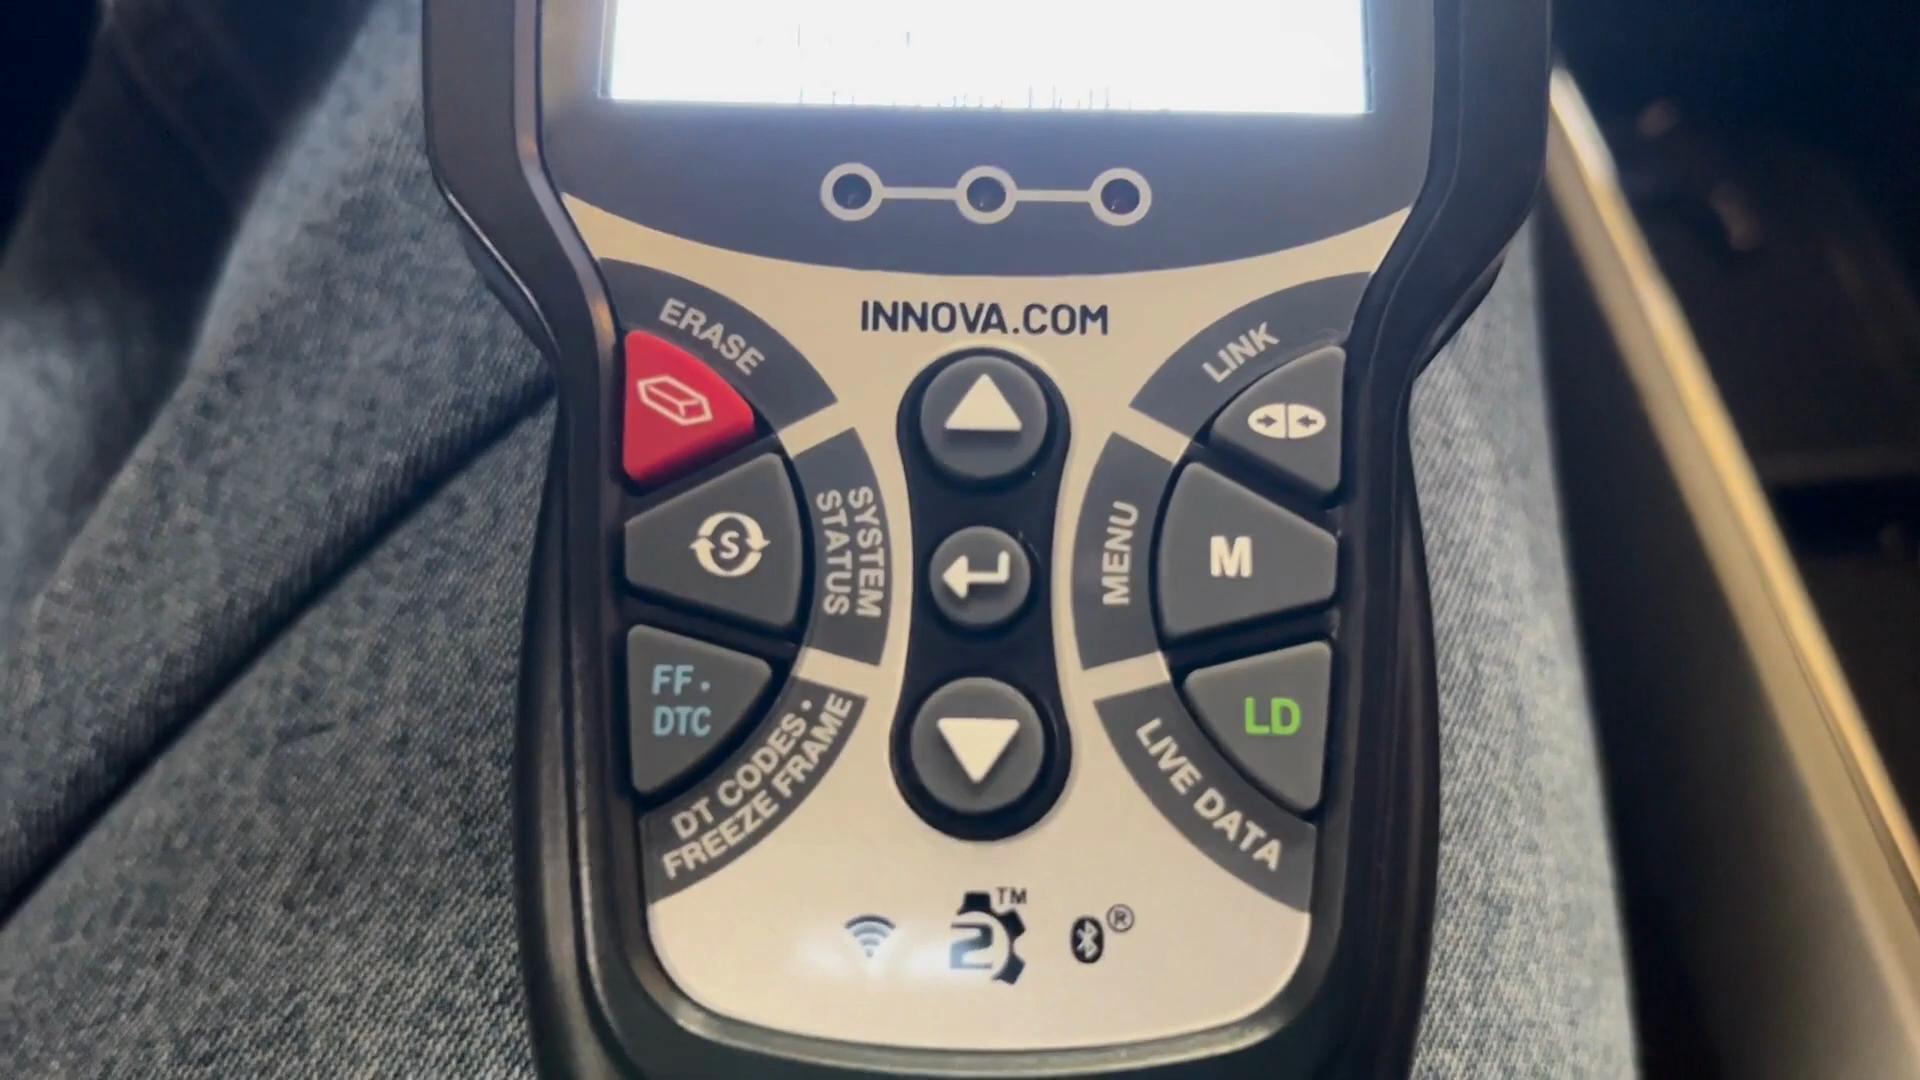 INNOVA.COM
ERASE
LINK
S
SYSTEM
STATUS
MENU
M
FF.
DTC
DT CODES •
FREEZE FRAME
LD
LIVE DATA
2 TM
®